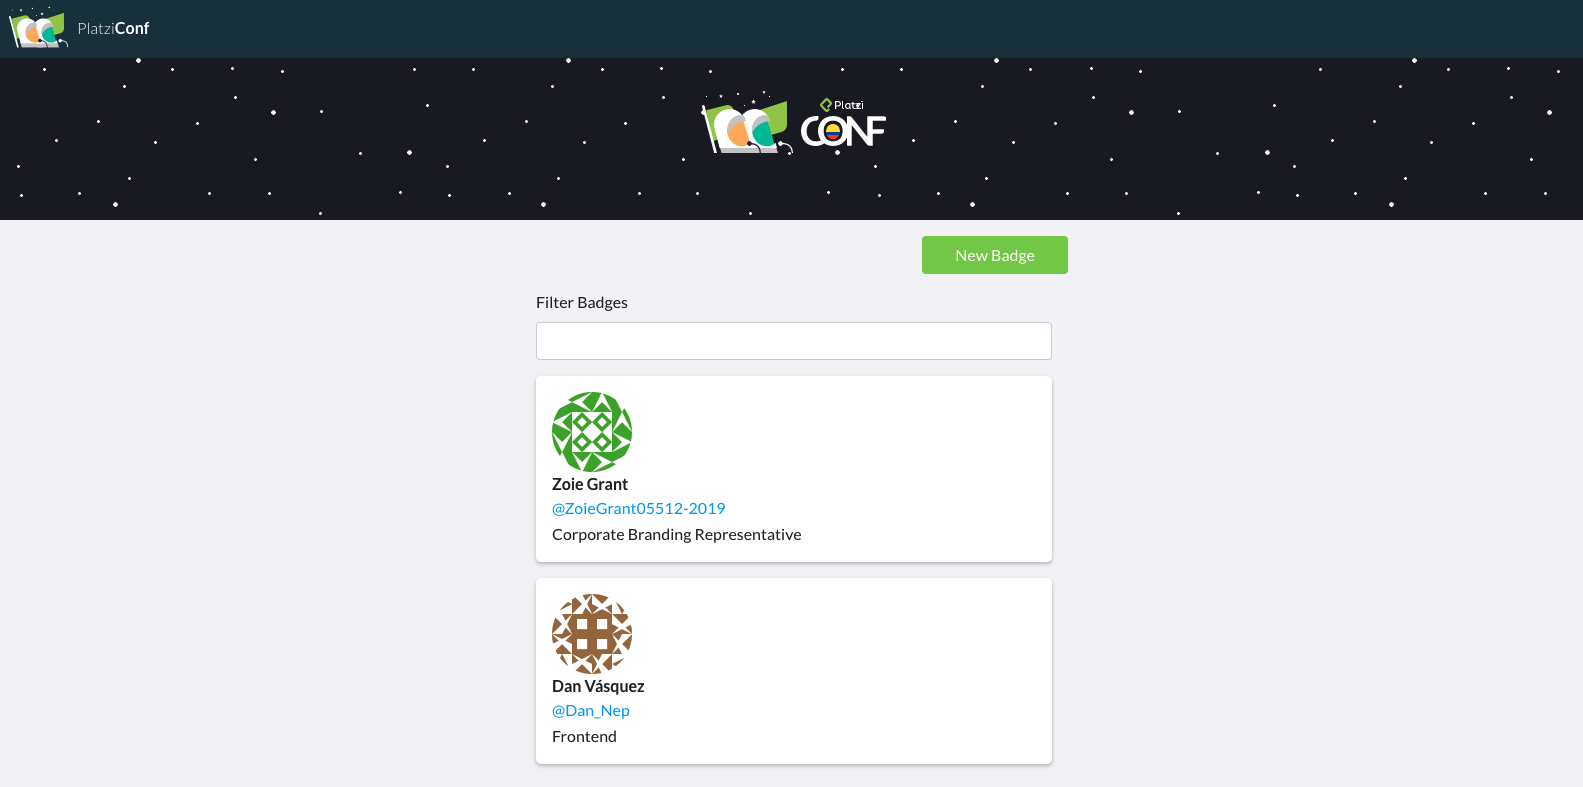 PlatziConf
Platzi
CONF
New Badge
Filter Badges
Zoie Grant
@ZoieGrant05512-2019
Corporate Branding Representative
Dan Vásquez
@Dan_Nep
Frontend